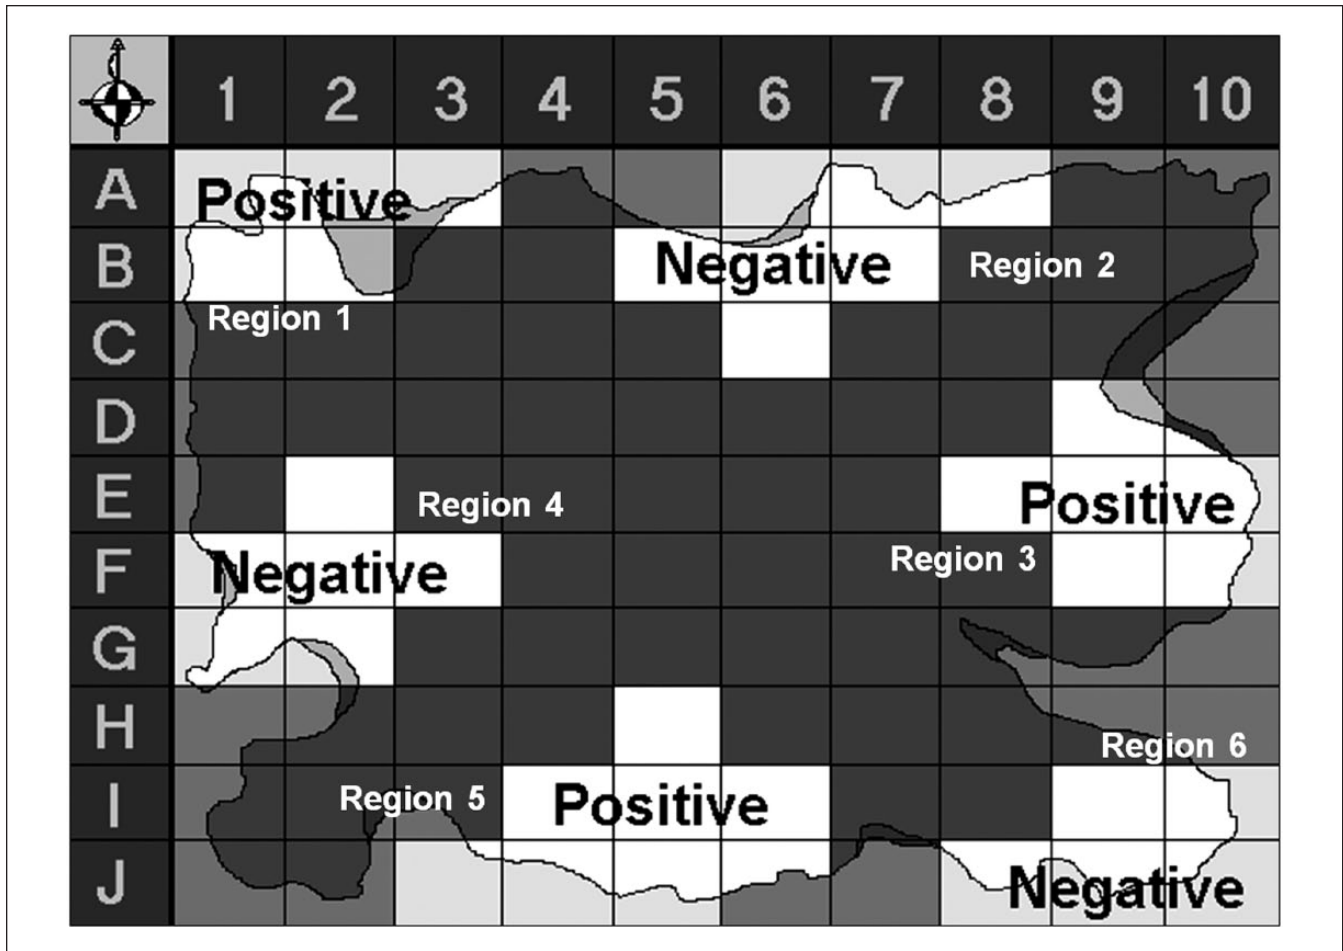 1 2 3 4 5 6 7 8 9 10
A
Positive
B
Negative
Region 2
C
Region 1
D
E
Region 4
Positive
F
Negative
Region 3
G
H
Region 6
I
Region 5
Positive
J
Negative